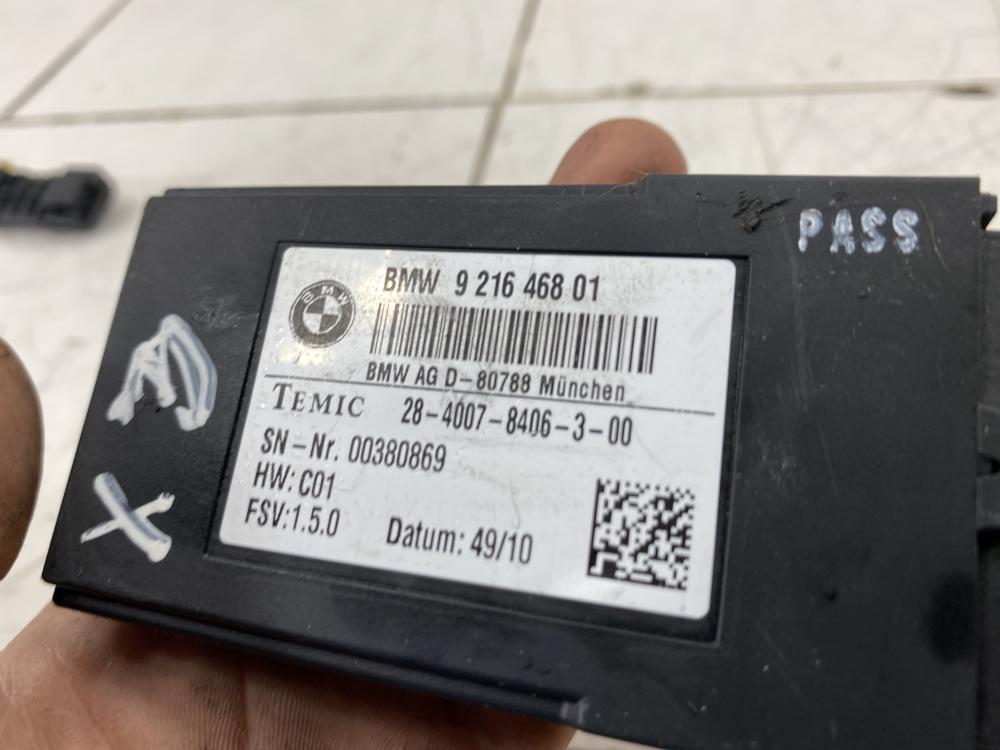 PASS
BMW 9 216 468 01
BMW
BMW AG D-80788 München
TEMIC 28-4007-8406-3-00
SN-Nr. 00380869
HW: C01
FSV:1.5.0
Datum: 49/10
X